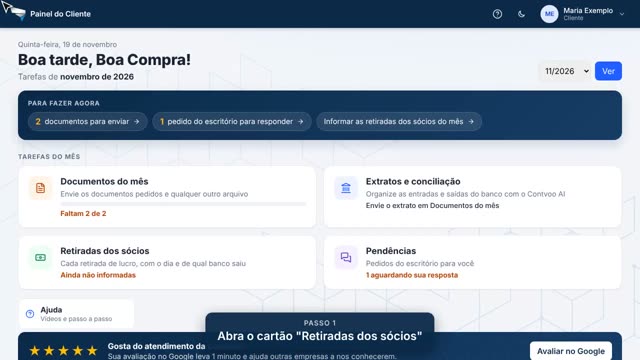 Painel do Cliente
ME
Maria Exemplo
Cliente
Quinta-feira, 19 de novembro
Boa tarde, Boa Compra!
Tarefas de novembro de 2026
11/2026
Ver
PARA FAZER AGORA
2 documentos para enviar →
1 pedido do escritório para responder →
Informar as retiradas dos sócios do mês →
TAREFAS DO MÊS
Documentos do mês
Envie os documentos pedidos e qualquer outro arquivo
Faltam 2 de 2
Extratos e conciliação
Organize as entradas e saídas do banco com o Contvoo AI
Envie o extrato em Documentos do mês
Retiradas dos sócios
Cada retirada de lucro, com o dia e de qual banco saiu
Ainda não informadas
Pendências
Pedidos do escritório para você
1 aguardando sua resposta
Ajuda
Vídeos e passo a passo
PASSO 1
Abra o cartão "Retiradas dos sócios"
Gosta do atendimento da
Sua avaliação no Google leva 1 minuto e ajuda outras empresas a nos conhecerem.
Avaliar no Google